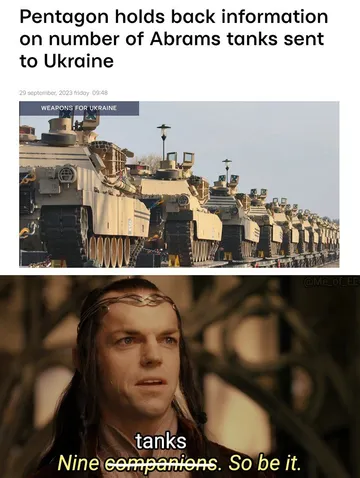 Pentagon holds back information
on number of Abrams tanks sent
to Ukraine
29 september, 2023 friday 09:48
WEAPONS FOR UKRAINE
tanks
Nine companions. So be it.